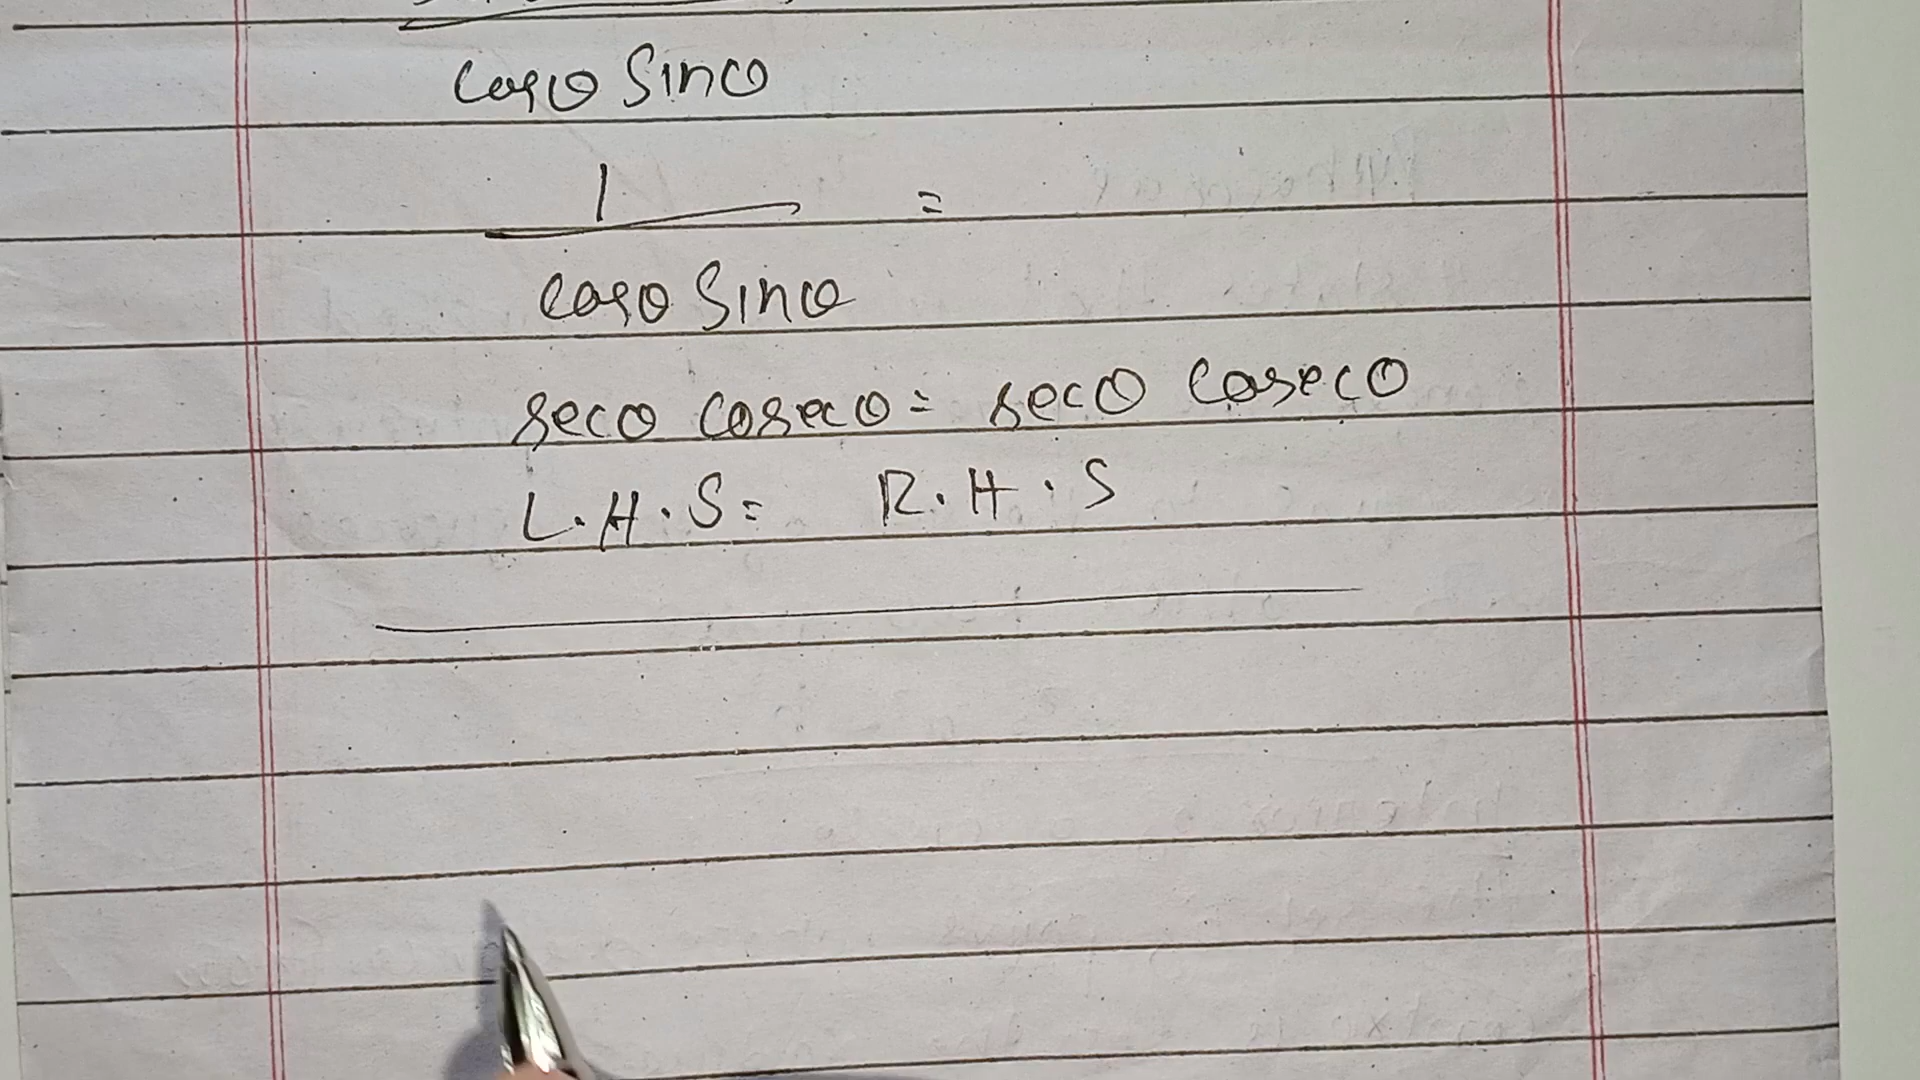 cosθ sinθ
1 =
cosθ sinθ
secθ cosecθ = secθ cosecθ
L.H.S = R.H.S